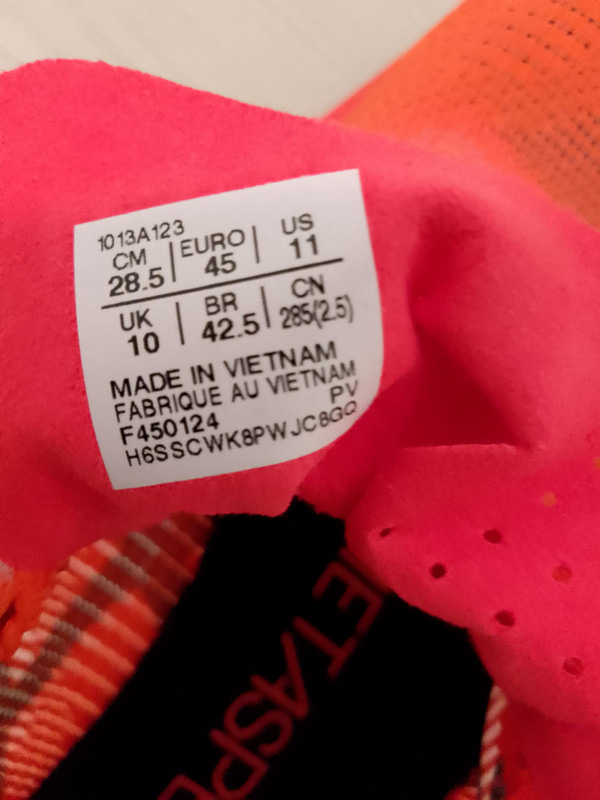 1013A123
CM | EURO | US
28.5 45 11
UK | BR | CN
10 42.5 285(2.5)
MADE IN VIETNAM
FABRIQUE AU VIETNAM
F450124 PV
H6SSCWK8PWJC8GQ
METASPE